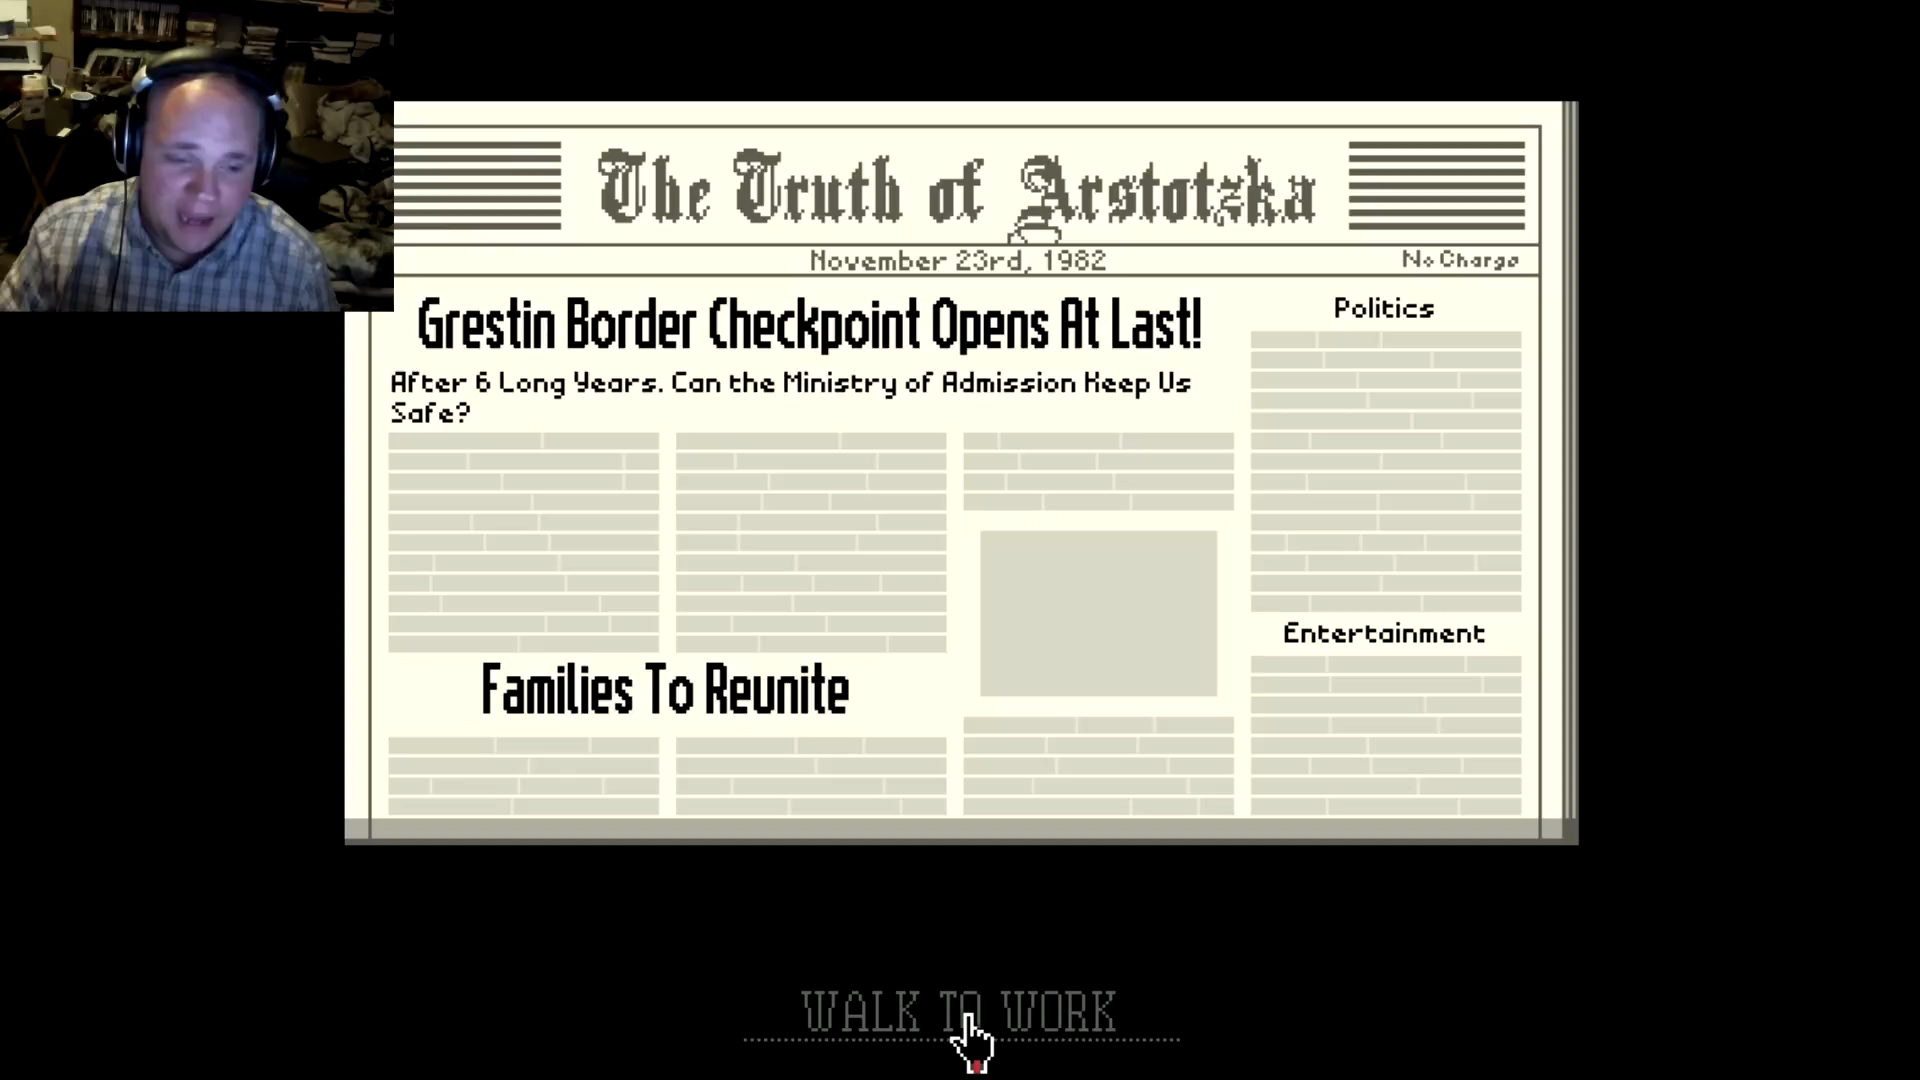 The Truth of Arstotzka
November 23rd, 1982
No Charge
Grestin Border Checkpoint Opens At Last!
After 6 Long Years. Can the Ministry of Admission Keep Us
Safe?
Families To Reunite
Politics
Entertainment
WALK TO WORK